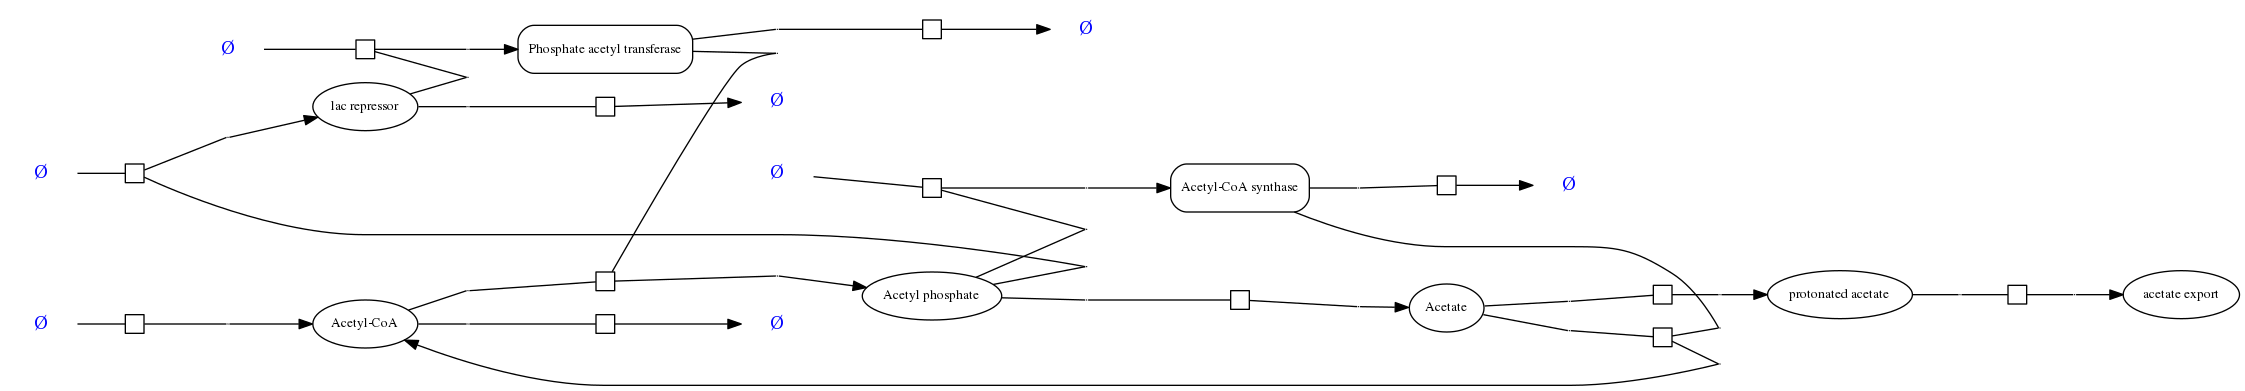 Ø
Phosphate acetyl transferase
Ø
lac repressor
Ø
Ø
Ø
Acetyl-CoA synthase
Ø
Acetyl phosphate
Acetate
protonated acetate
acetate export
Ø
Acetyl-CoA
Ø